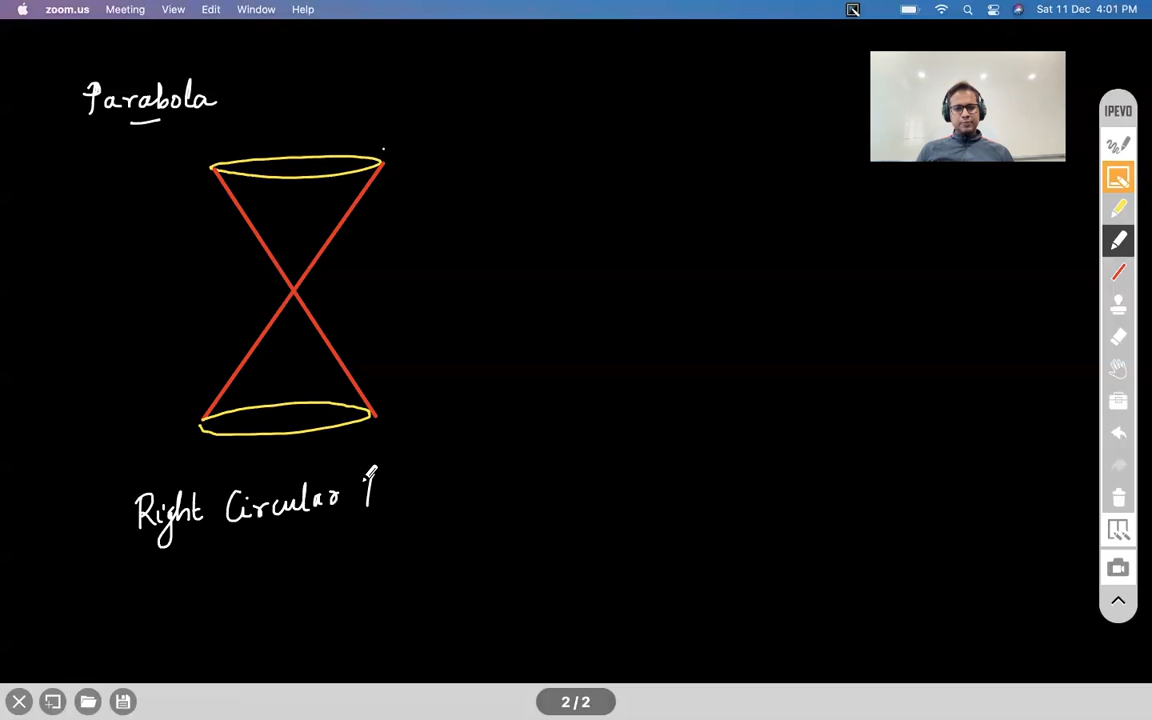 zoom.us Meeting View Edit Window Help Sat 11 Dec 4:01 PM
Parabola
IPEVO
Right Circular
2/2